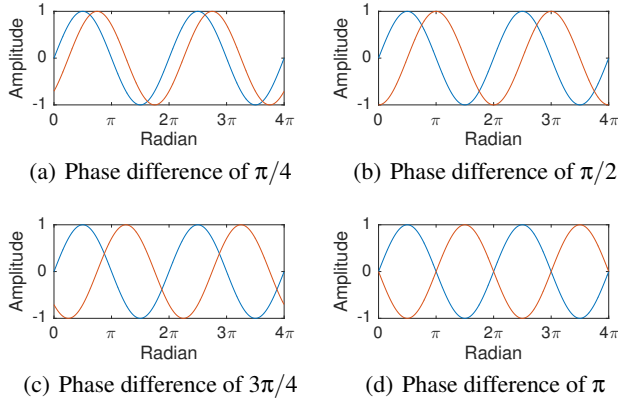 Amplitude
1
0
-1
0 π 2π 3π 4π
Radian
(a) Phase difference of π/4
Amplitude
1
0
-1
0 π 2π 3π 4π
Radian
(b) Phase difference of π/2
Amplitude
1
0
-1
0 π 2π 3π 4π
Radian
(c) Phase difference of 3π/4
Amplitude
1
0
-1
0 π 2π 3π 4π
Radian
(d) Phase difference of π